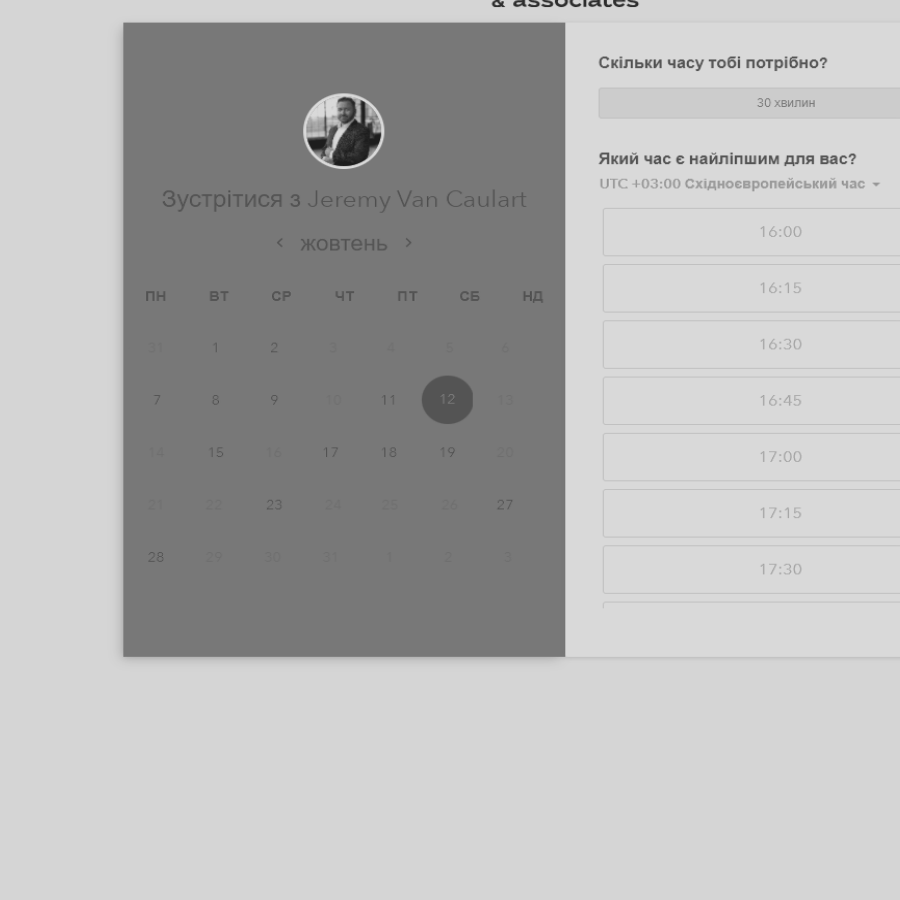 & associates
Зустрітися з Jeremy Van Caulart
‹ жовтень ›
ПН ВТ СР ЧТ ПТ СБ НД
31 1 2 3 4 5 6
7 8 9 10 11 12 13
14 15 16 17 18 19 20
21 22 23 24 25 26 27
28 29 30 31 1 2 3
Скільки часу тобі потрібно?
30 хвилин
Який час є найліпшим для вас?
UTC +03:00 Східноєвропейський час
16:00
16:15
16:30
16:45
17:00
17:15
17:30